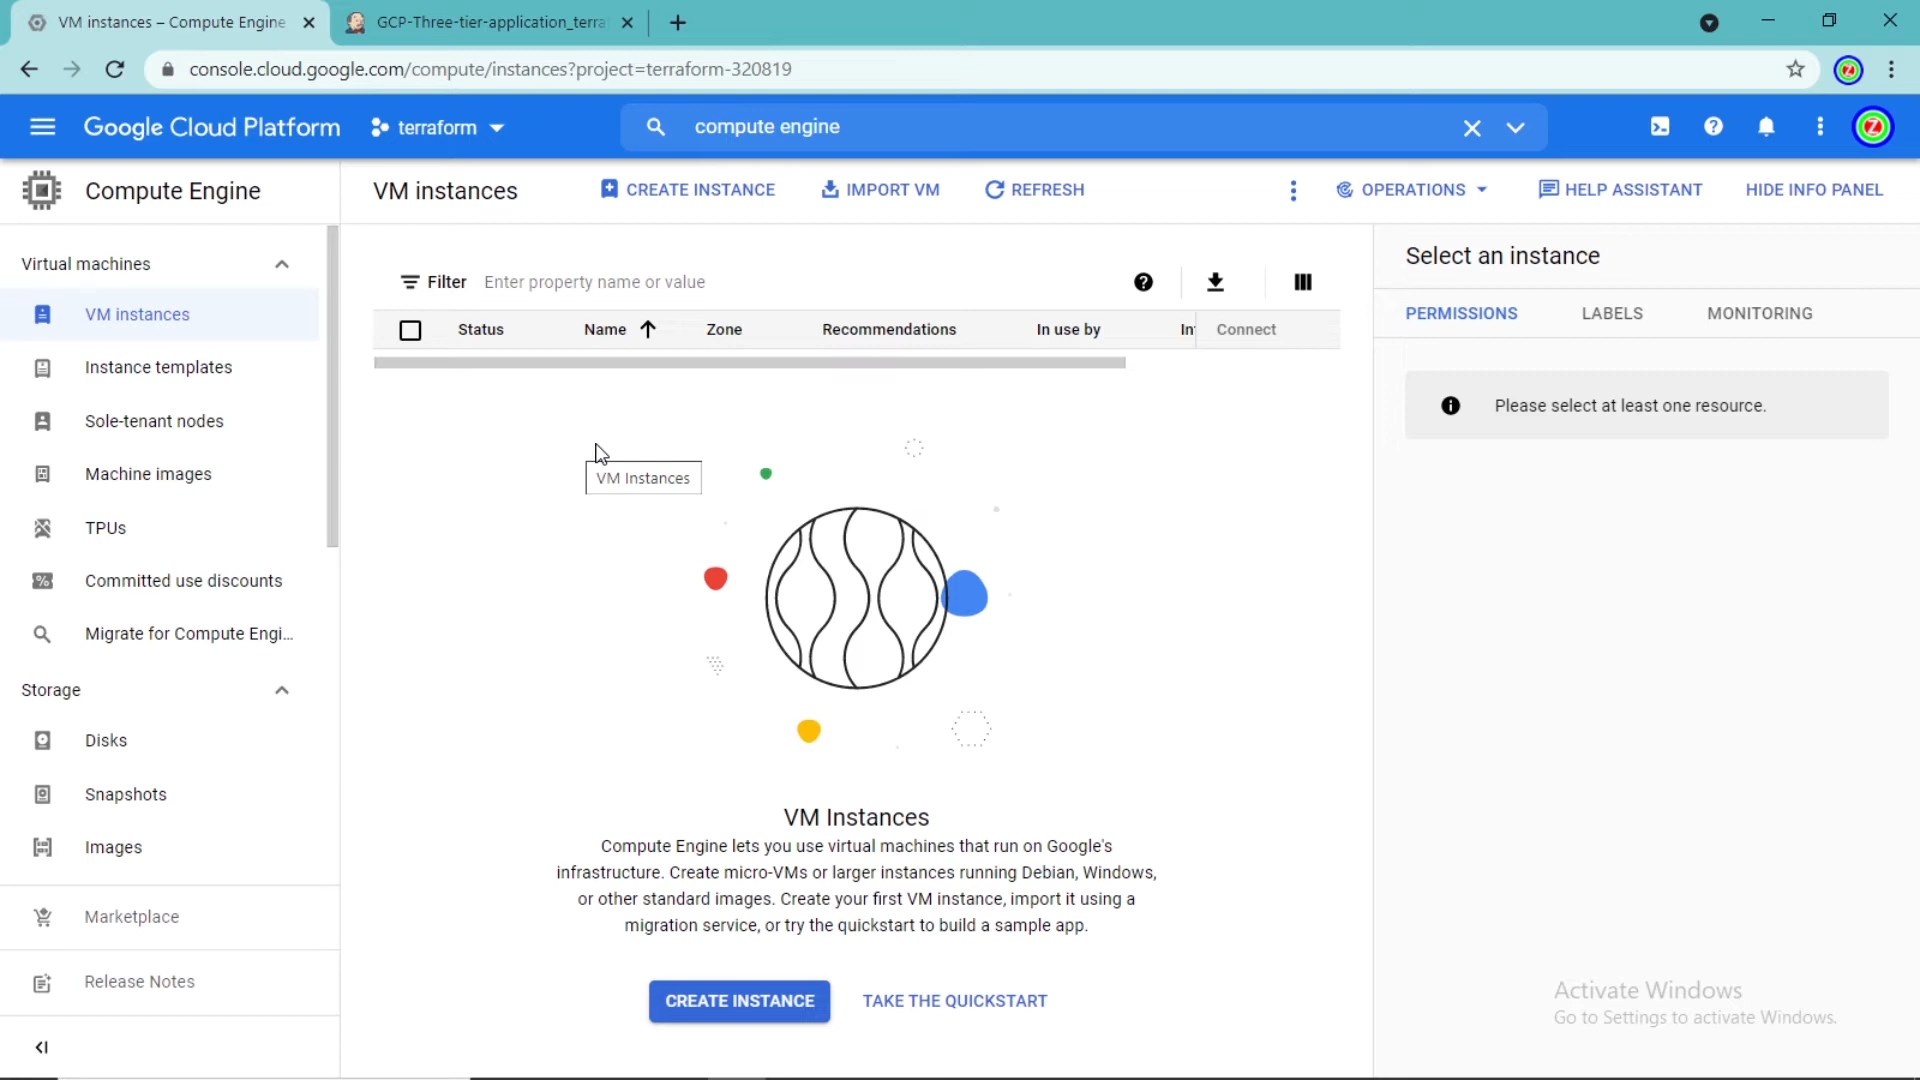 VM instances – Compute Engine
GCP-Three-tier-application_terra
console.cloud.google.com/compute/instances?project=terraform-320819
Google Cloud Platform
terraform
compute engine
Compute Engine
VM instances
CREATE INSTANCE
IMPORT VM
REFRESH
OPERATIONS
HELP ASSISTANT
HIDE INFO PANEL
Virtual machines
VM instances
Instance templates
Sole-tenant nodes
Machine images
TPUs
Committed use discounts
Migrate for Compute Engi...
Storage
Disks
Snapshots
Images
Marketplace
Release Notes
Filter Enter property name or value
Status Name Zone Recommendations In use by In Connect
VM Instances
VM Instances
Compute Engine lets you use virtual machines that run on Google's
infrastructure. Create micro-VMs or larger instances running Debian, Windows,
or other standard images. Create your first VM instance, import it using a
migration service, or try the quickstart to build a sample app.
CREATE INSTANCE
TAKE THE QUICKSTART
Select an instance
PERMISSIONS LABELS MONITORING
Please select at least one resource.
Activate Windows
Go to Settings to activate Windows.